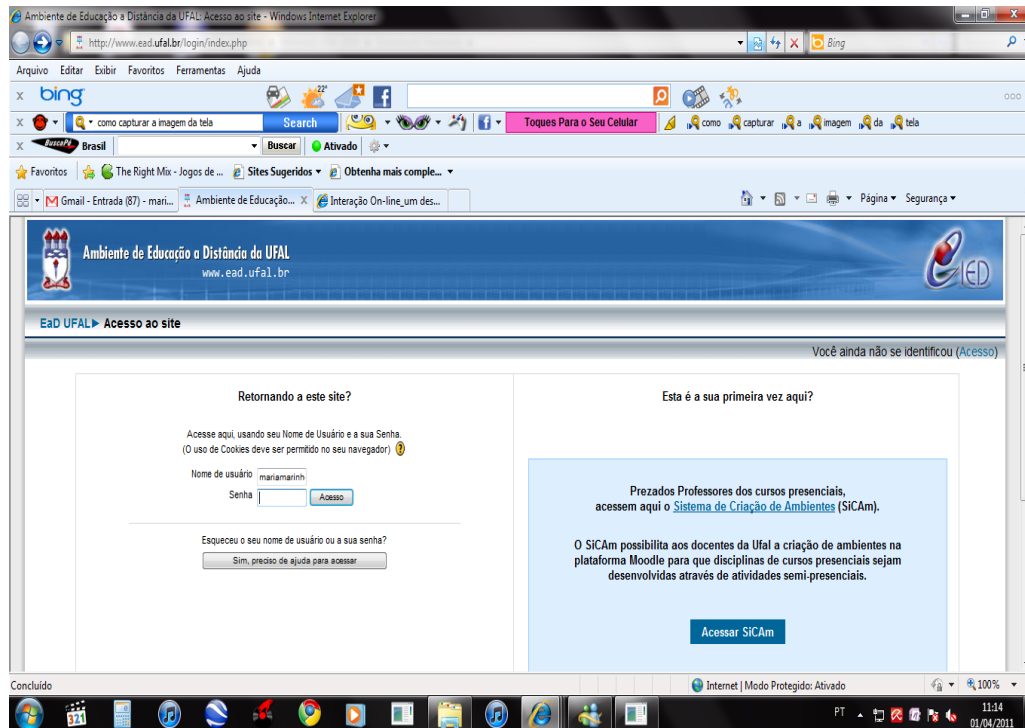 Ambiente de Educação a Distância da UFAL: Acesso ao site - Windows Internet Explorer
http://www.ead.ufal.br/login/index.php
Bing
Arquivo Editar Exibir Favoritos Ferramentas Ajuda
x bing 22° f
x como capturar a imagem da tela Search Toques Para o Seu Celular como capturar a imagem da tela
x BuscaPé Brasil Buscar Ativado
Favoritos The Right Mix - Jogos de ... Sites Sugeridos Obtenha mais comple...
Gmail - Entrada (87) - mari... Ambiente de Educação... X Interação On-line_um des... Página Segurança
Ambiente de Educação a Distância da UFAL
www.ead.ufal.br
CIED
EaD UFAL► Acesso ao site
Você ainda não se identificou (Acesso)
Retornando a este site?
Acesse aqui, usando seu Nome de Usuário e a sua Senha.
(O uso de Cookies deve ser permitido no seu navegador) ?
Nome de usuário mariamarinh
Senha Acesso
Esqueceu o seu nome de usuário ou a sua senha?
Sim, preciso de ajuda para acessar
Esta é a sua primeira vez aqui?
Prezados Professores dos cursos presenciais,
acessem aqui o Sistema de Criação de Ambientes (SiCAm).
O SiCAm possibilita aos docentes da Ufal a criação de ambientes na
plataforma Moodle para que disciplinas de cursos presenciais sejam
desenvolvidas através de atividades semi-presenciais.
Acessar SiCAm
Concluído Internet | Modo Protegido: Ativado 100%
321 PT 11:14
01/04/2011